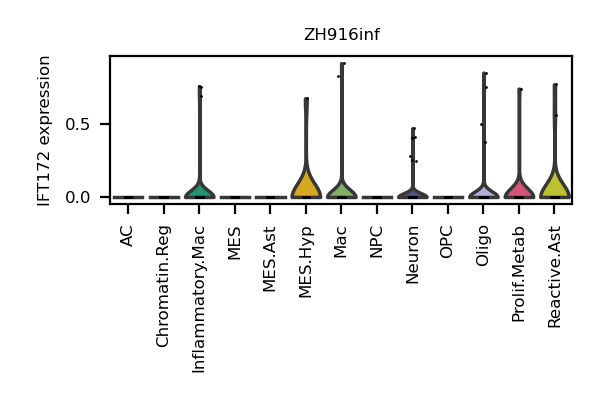 ZH916inf
IFT172 expression
0.5
0.0
AC
Chromatin.Reg
Inflammatory.Mac
MES
MES.Ast
MES.Hyp
Mac
NPC
Neuron
OPC
Oligo
Prolif.Metab
Reactive.Ast